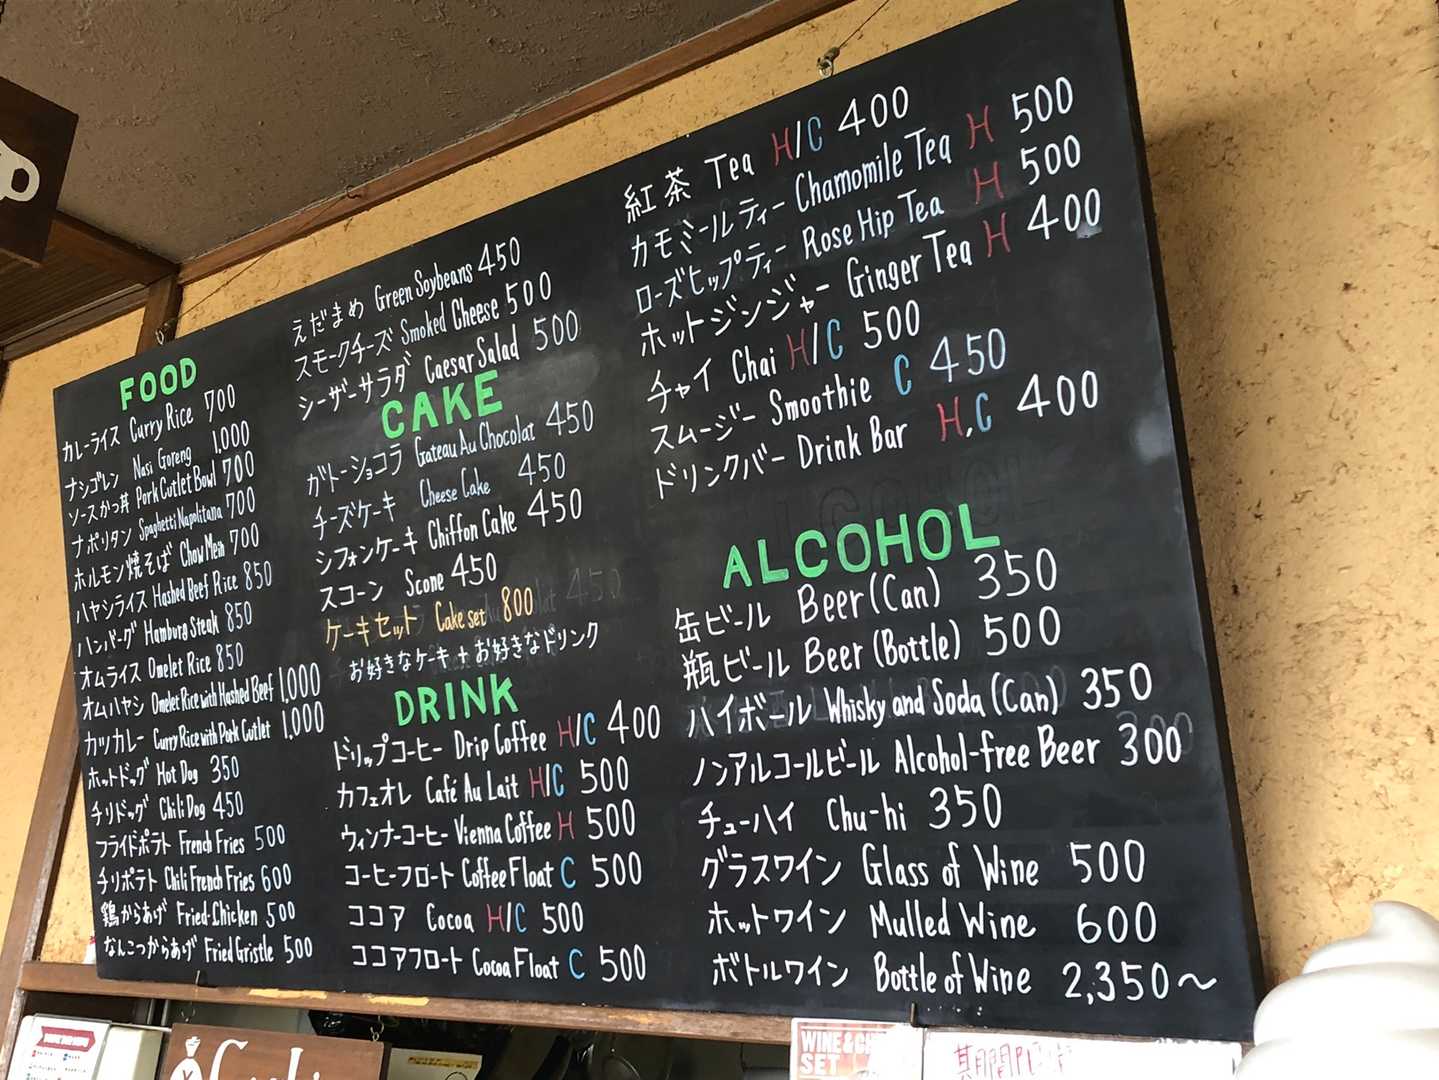 FOOD
カレーライス Curry Rice 700
ナシゴレン Nasi Goreng 1,000
ソースかつ丼 Pork Cutlet Bowl 700
ナポリタン Spaghetti Napolitana 700
ホルモン焼そば Chow Mein 700
ハヤシライス Hashed Beef Rice 850
ハンバーグ Hamburg Steak 850
オムライス Omelet Rice 850
オムハヤシ Omelet Rice with Hashed Beef 1,000
カツカレー Curry Rice with Pork Cutlet 1,000
ホットドッグ Hot Dog 350
チリドッグ Chili Dog 450
フライドポテト French Fries 500
チリポテト Chili French Fries 600
鶏からあげ Fried-Chicken 500
なんこつからあげ Fried Gristle 500
えだまめ Green Soybeans 450
スモークチーズ Smoked Cheese 500
シーザーサラダ Caesar Salad 500
CAKE
ガトーショコラ Gateau Au Chocolat 450
チーズケーキ Cheese Cake 450
シフォンケーキ Chiffon Cake 450
スコーン Scone 450
ケーキセット Cake set 800
お好きなケーキ+お好きなドリンク
DRINK
ドリップコーヒー Drip Coffee H/C 400
カフェオレ Café Au Lait H/C 500
ウィンナーコーヒー Vienna Coffee H 500
コーヒーフロート Coffee Float C 500
ココア Cocoa H/C 500
ココアフロート Cocoa Float C 500
紅茶 Tea H/C 400
カモミールティー Chamomile Tea H 500
ローズヒップティー Rose Hip Tea H 500
ホットジンジャー Ginger Tea H 400
チャイ Chai H/C 500
スムージー Smoothie C 450
ドリンクバー Drink Bar H,C 400
ALCOHOL
缶ビール Beer (Can) 350
瓶ビール Beer (Bottle) 500
ハイボール Whisky and Soda (Can) 350
ノンアルコールビール Alcohol-free Beer 300
チューハイ Chu-hi 350
グラスワイン Glass of Wine 500
ホットワイン Mulled Wine 600
ボトルワイン Bottle of Wine 2,350〜
WINE &
SET